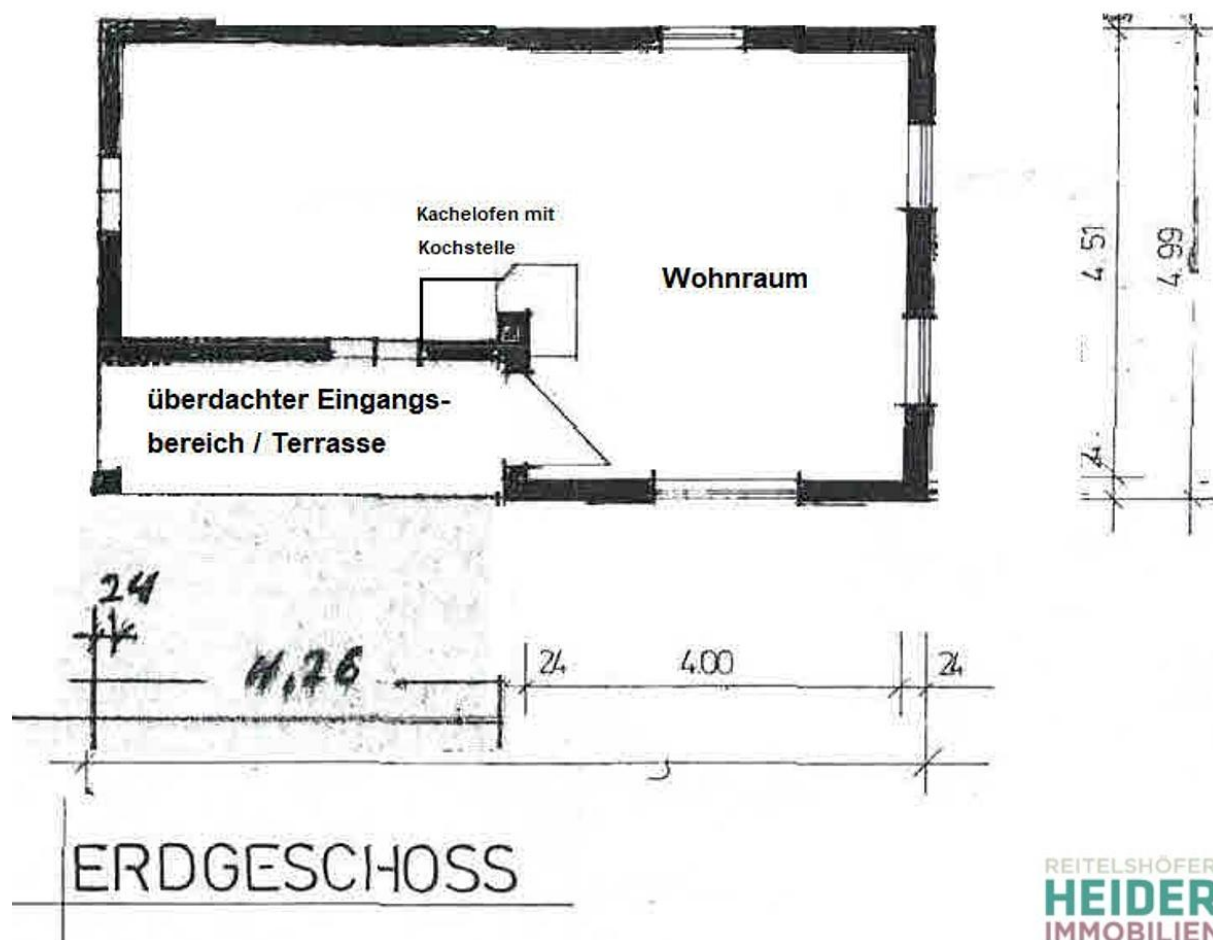 Kachelofen mit
Kochstelle
Wohnraum
überdachter Eingangs-
bereich / Terrasse
4.51
4.99
24
24
4,26
24
4.00
24
ERDGESCHOSS
REITELSHÖFER
HEIDER
IMMOBILIEN